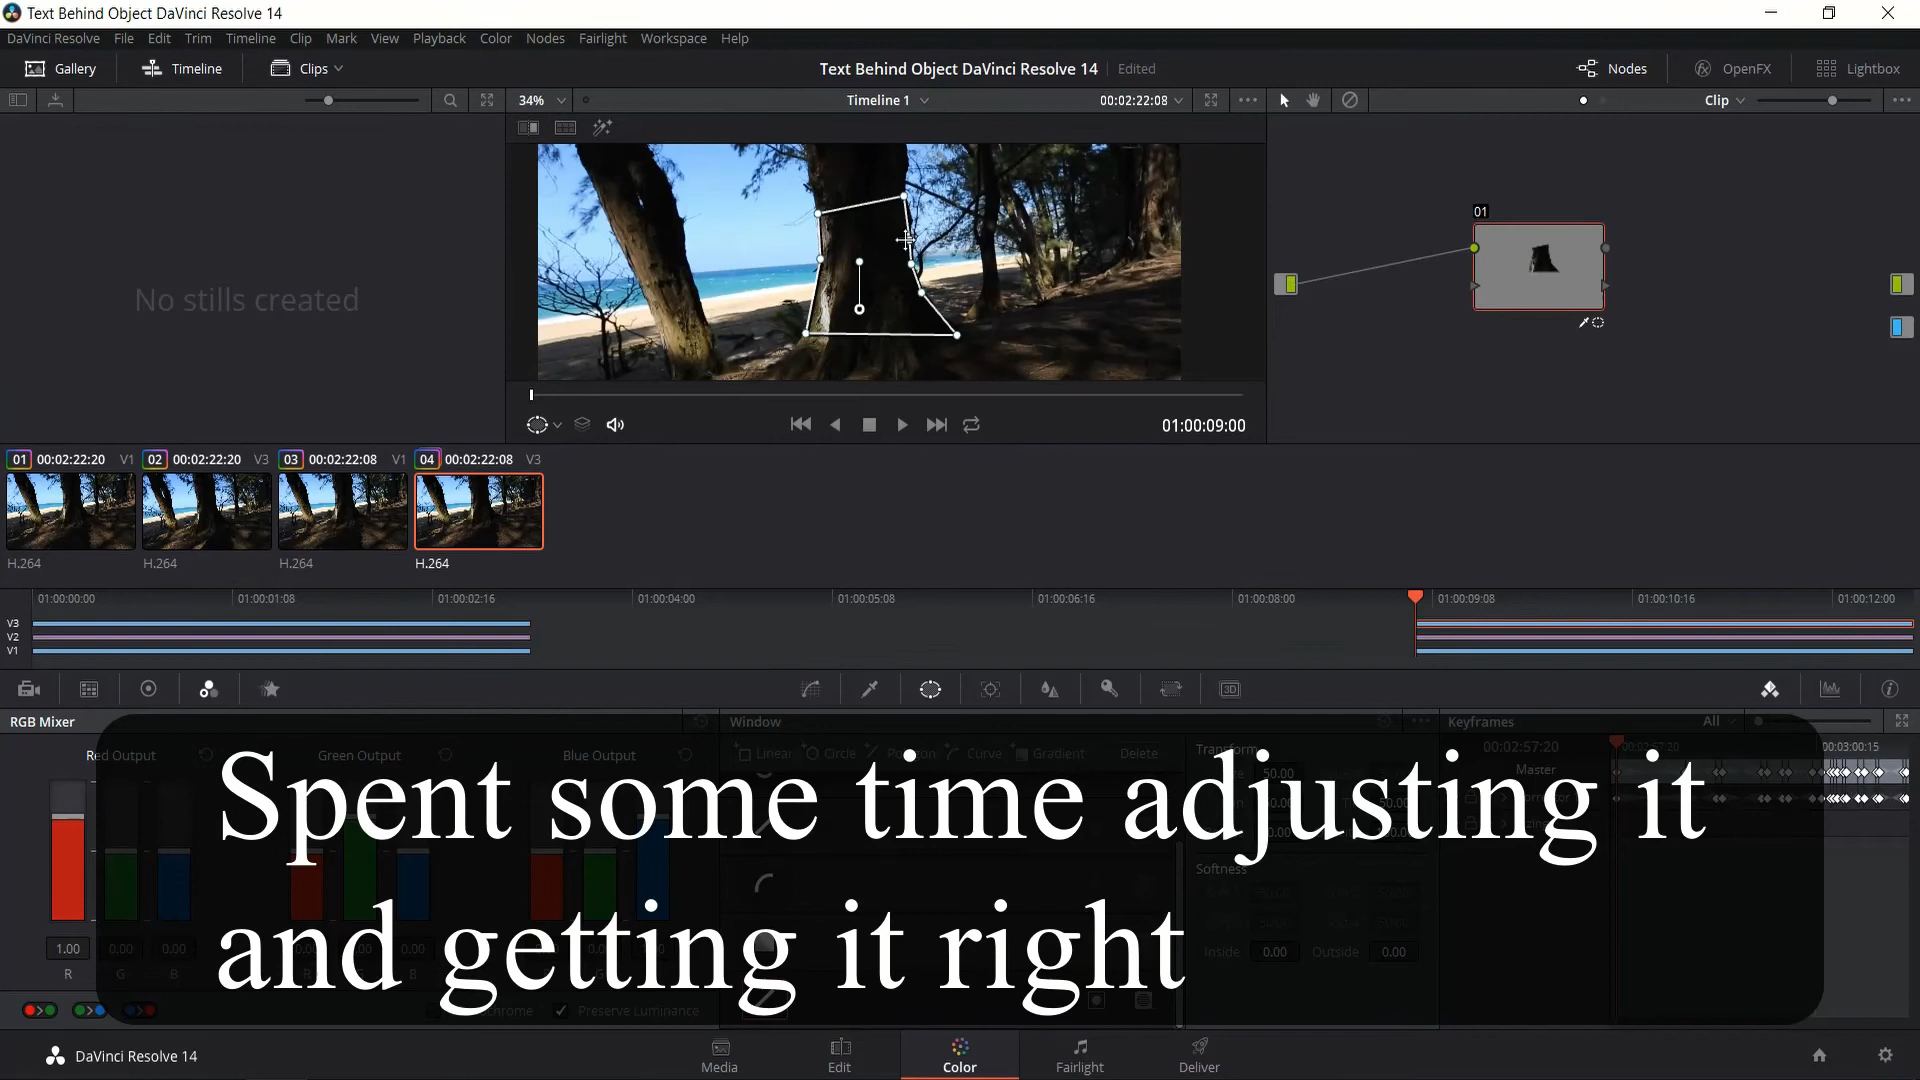 Text Behind Object DaVinci Resolve 14
DaVinci Resolve File Edit Trim Timeline Clip Mark View Playback Color Nodes Fairlight Workspace Help
Gallery Timeline Clips Text Behind Object DaVinci Resolve 14 Edited Nodes OpenFX Lightbox
34% Timeline 1 00:02:22:08 Clip
01
No stills created
01:00:09:00
01 00:02:22:20 V1 02 00:02:22:20 V3 03 00:02:22:08 V1 04 00:02:22:08 V3
H.264 H.264 H.264 H.264
01:00:00:00 01:00:01:08 01:00:02:16 01:00:04:00 01:00:05:08 01:00:06:16 01:00:08:00 01:00:09:08 01:00:10:16 01:00:12:00
V3
V2
V1
3D
RGB Mixer Window Keyframes All
Red Output Green Output Blue Output Linear Circle Polygon Curve Gradient Delete Transform 00:02:57:20 00:02:57:20 00:03:00:15
Master
50.00
Spent some time adjusting it
Softness
and getting it right
1.00 0.00 0.00 Inside 0.00 Outside 0.00
R G B
Preserve Luminance
DaVinci Resolve 14 Media Edit Color Fairlight Deliver